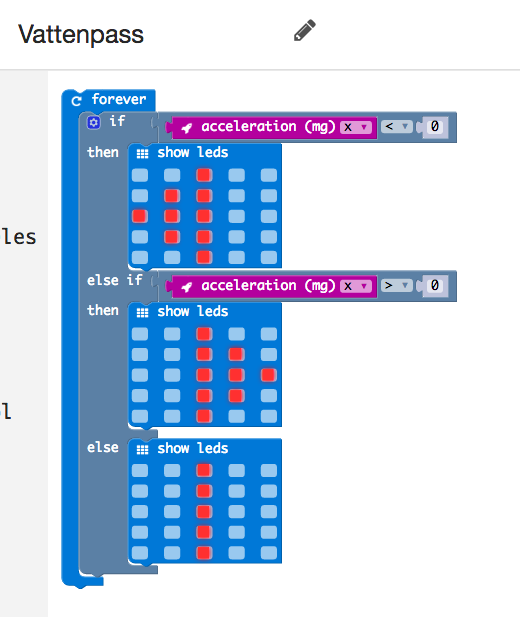 Vattenpass
forever
if acceleration (mg) x < 0
then show leds
les
else if acceleration (mg) x > 0
then show leds
l
else show leds